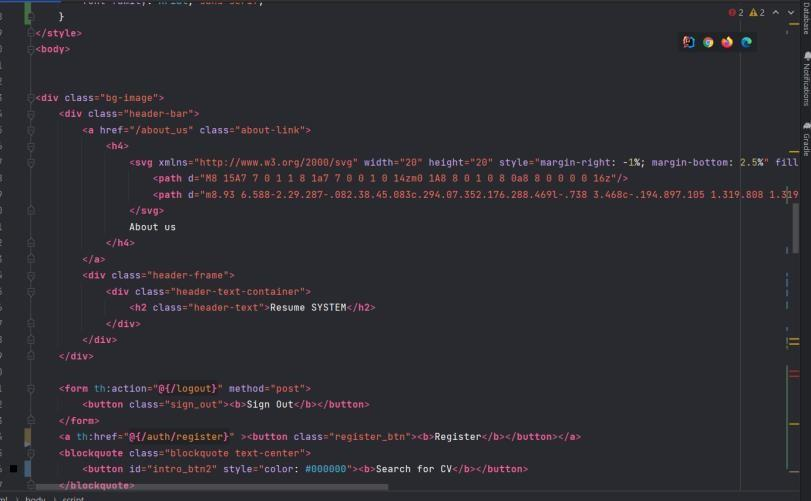 }
2 2
</style>
<body>
<div class="bg-image">
<div class="header-bar">
<a href="/about_us" class="about-link">
<h4>
<svg xmlns="http://www.w3.org/2000/svg" width="20" height="20" style="margin-right: -1%; margin-bottom: 2.5%" fill
<path d="M8 15A7 7 0 1 1 8 1a7 7 0 0 1 0 14zm0 1A8 8 0 1 0 8 0a8 8 0 0 0 0 16z"/>
<path d="m8.93 6.588-2.29.287-.082.38.45.083c.294.07.352.176.288.469l-.738 3.468c-.194.897.105 1.319.808 1.319
</svg>
About us
</h4>
</a>
<div class="header-frame">
<div class="header-text-container">
<h2 class="header-text">Resume SYSTEM</h2>
</div>
</div>
</div>
<form th:action="@{/logout}" method="post">
<button class="sign_out"><b>Sign Out</b></button>
</form>
<a th:href="@{/auth/register}" ><button class="register_btn"><b>Register</b></button></a>
<blockquote class="blockquote text-center">
<button id="intro_btn2" style="color: #000000"><b>Search for CV</b></button>
</blockquote>
body › script
Database
Notifications
Gradle